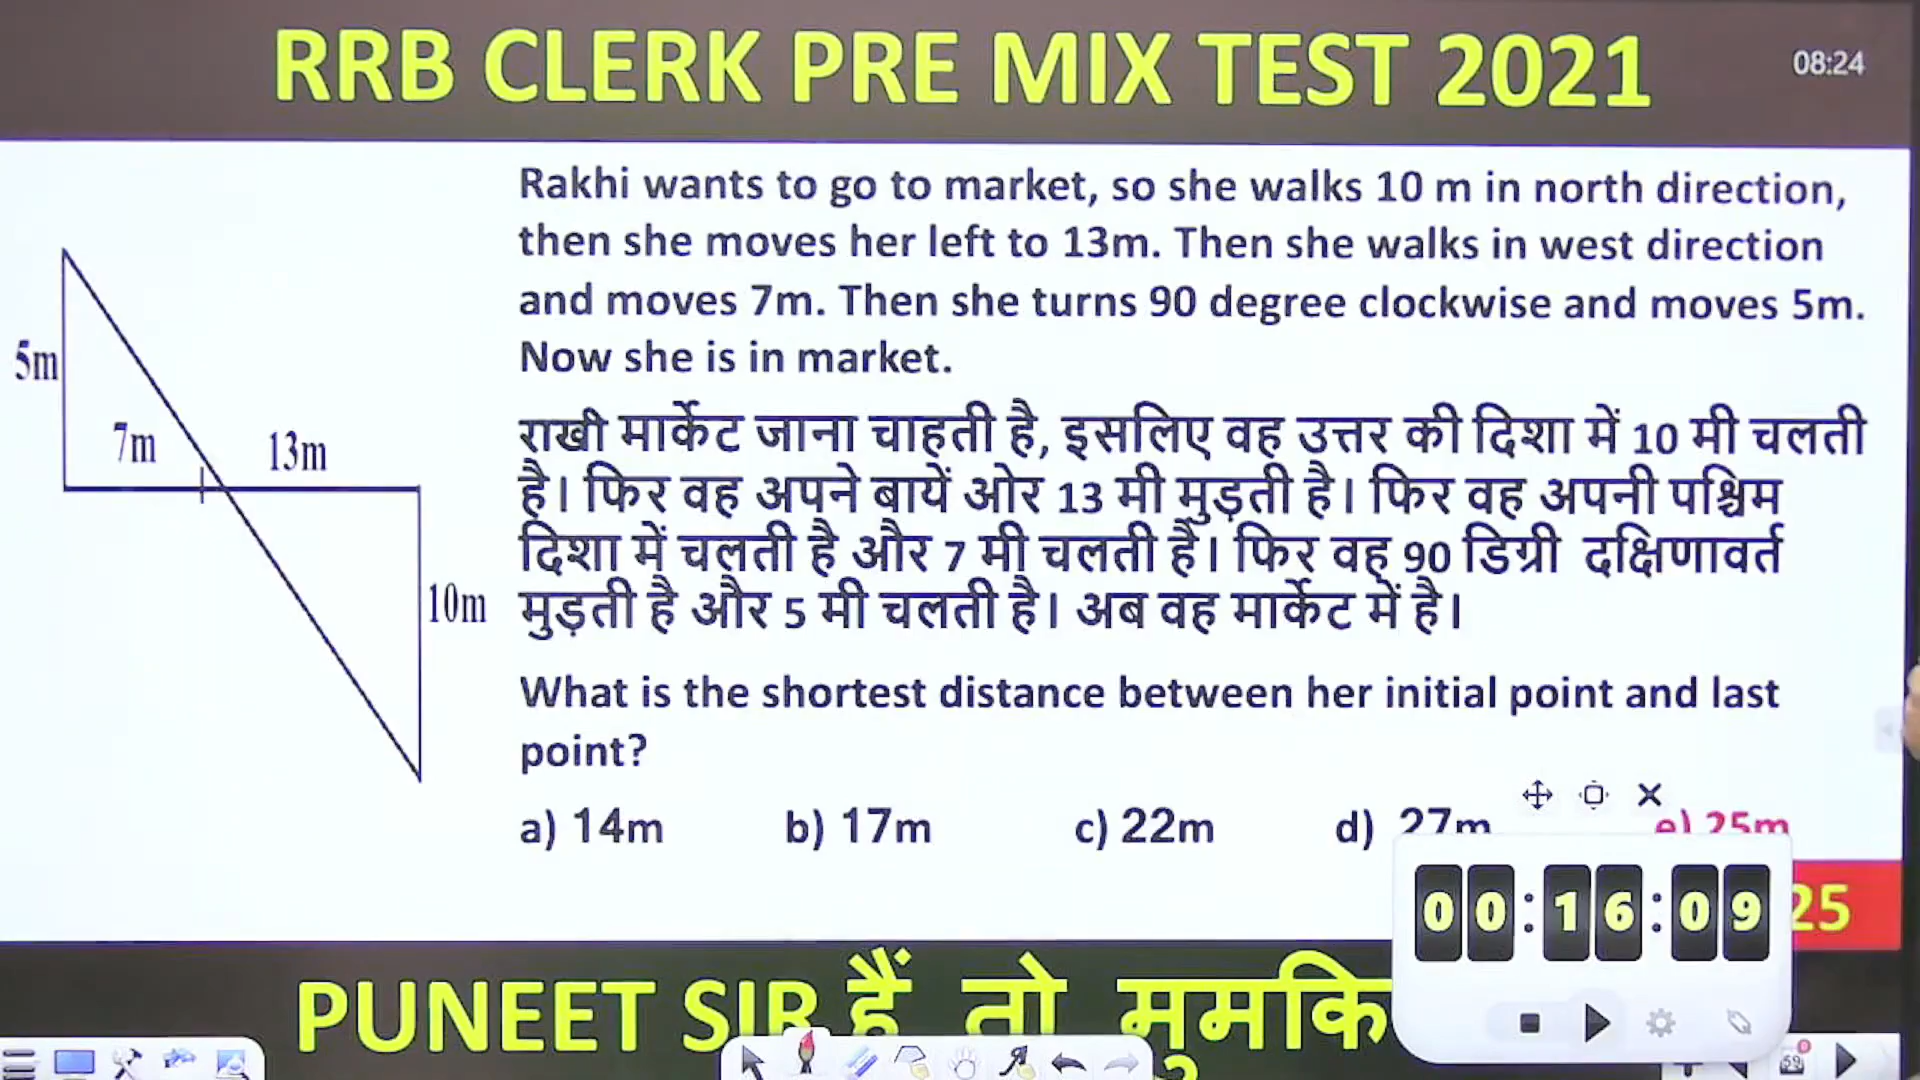 RRB CLERK PRE MIX TEST 2021
08:24
Rakhi wants to go to market, so she walks 10 m in north direction,
then she moves her left to 13m. Then she walks in west direction
and moves 7m. Then she turns 90 degree clockwise and moves 5m.
Now she is in market.
5m
7m
13m
10m
राखी मार्केट जाना चाहती है, इसलिए वह उत्तर की दिशा में 10 मी चलती
है। फिर वह अपने बायें ओर 13 मी मुड़ती है। फिर वह अपनी पश्चिम
दिशा में चलती है और 7 मी चलती है। फिर वह 90 डिग्री दक्षिणावर्त
मुड़ती है और 5 मी चलती है। अब वह मार्केट में है।
What is the shortest distance between her initial point and last
point?
a) 14m b) 17m c) 22m d) 27m e) 25m
00:16:09
25
PUNEET SIR हैं तो